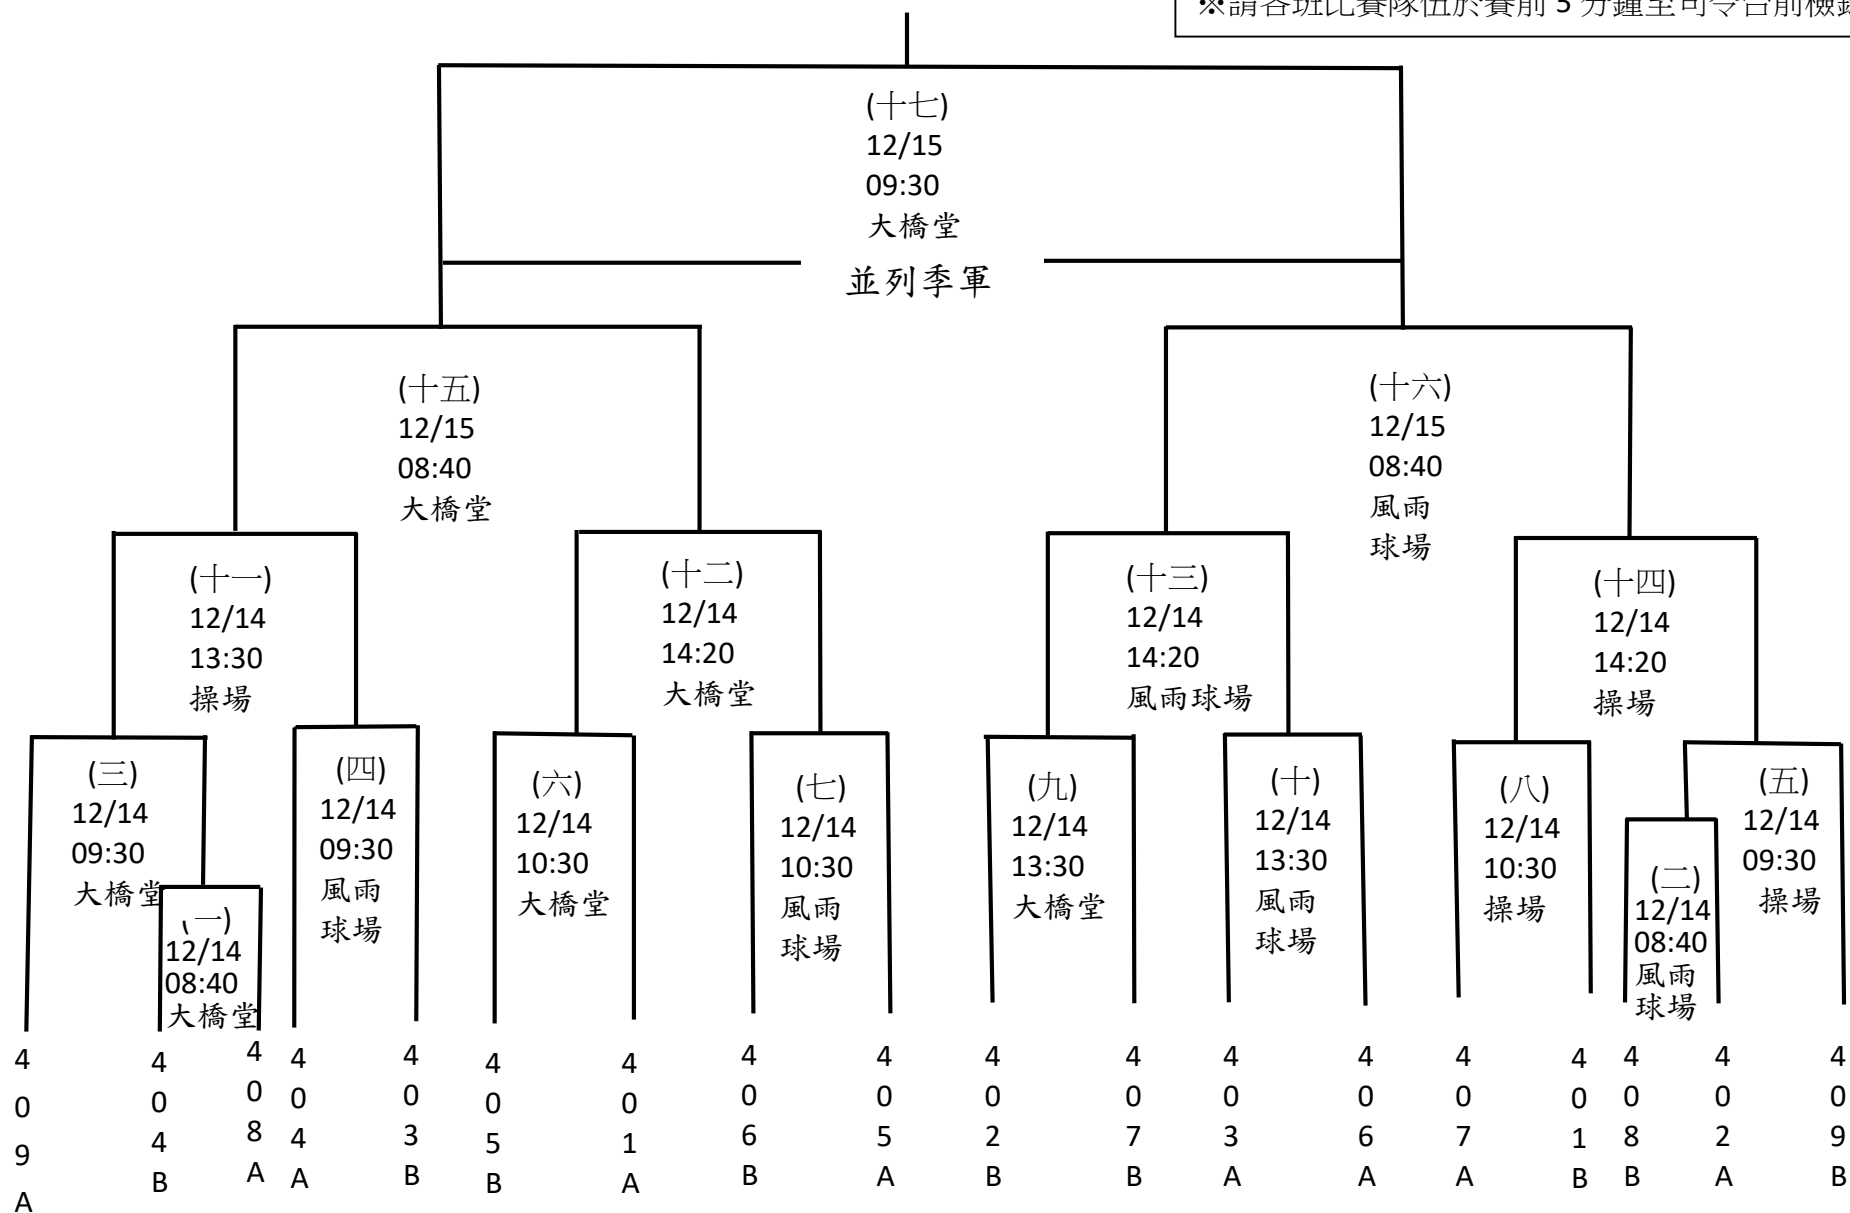 ※請各班比賽隊伍於賽前 5 分鐘至司令台前檢錄
(十七)
12/15
09:30
大橋堂
並列季軍
(十五)
12/15
08:40
大橋堂
(十六)
12/15
08:40
風雨
球場
(十一)
12/14
13:30
操場
(十二)
12/14
14:20
大橋堂
(十三)
12/14
14:20
風雨球場
(十四)
12/14
14:20
操場
(三)
12/14
09:30
大橋堂
(一)
12/14
08:40
大橋堂
(四)
12/14
09:30
風雨
球場
(六)
12/14
10:30
大橋堂
(七)
12/14
10:30
風雨
球場
(九)
12/14
13:30
大橋堂
(十)
12/14
13:30
風雨
球場
(八)
12/14
10:30
操場
(二)
12/14
08:40
風雨
球場
(五)
12/14
09:30
操場
409A
404B
408A
404A
403B
405B
401A
406B
405A
402B
407B
403A
406A
407A
401B
408B
402A
409B